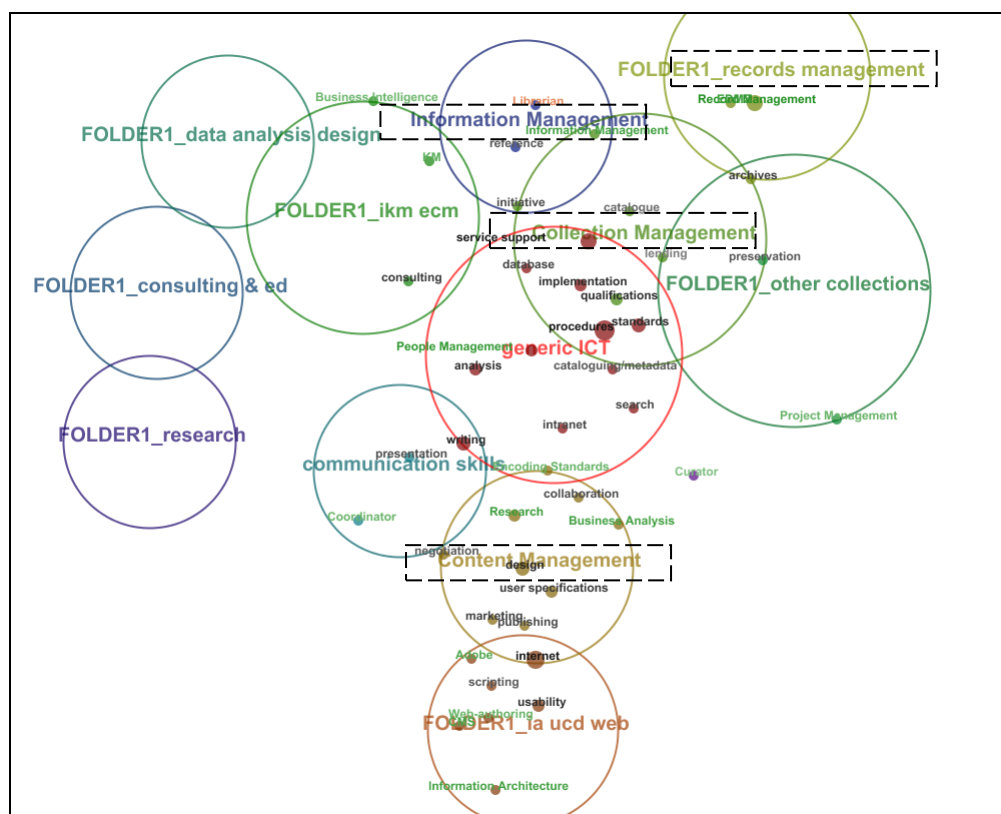 FOLDER1_records management
Business Intelligence
Librarian
Record Management
Information Management
FOLDER1_data analysis design
Information Management
reference
KM
archives
initiative
catalogue
FOLDER1_ikm ecm
Collection Management
service support
lending
preservation
database
consulting
implementation
FOLDER1_consulting & ed
FOLDER1_other collections
qualifications
procedures
standards
People Management
generic ICT
analysis
cataloguing/metadata
search
Project Management
intranet
FOLDER1_research
writing
presentation
communication skills
Encoding Standards
Curator
collaboration
Research
Coordinator
Business Analysis
negotiation
Content Management
design
user specifications
marketing
publishing
Adobe
internet
scripting
usability
Web-authoring
CMS
FOLDER1_ia ucd web
Information Architecture